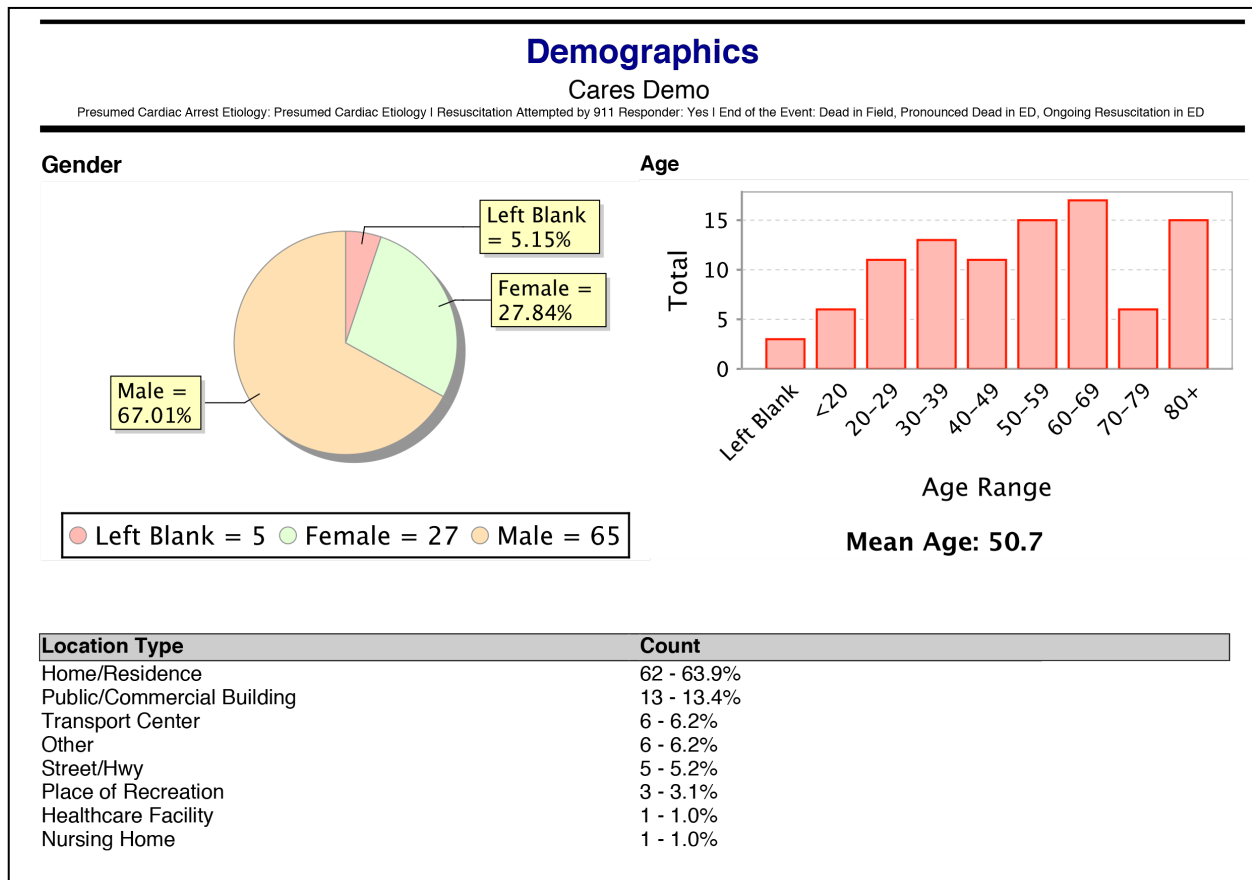 Demographics
Cares Demo
Presumed Cardiac Arrest Etiology: Presumed Cardiac Etiology | Resuscitation Attempted by 911 Responder: Yes | End of the Event: Dead in Field, Pronounced Dead in ED, Ongoing Resuscitation in ED
Gender
Left Blank
= 5.15%
Female =
27.84%
Male =
67.01%
Left Blank = 5 Female = 27 Male = 65
Age
Total
15
10
5
0
Left Blank <20 20-29 30-39 40-49 50-59 60-69 70-79 80+
Age Range
Mean Age: 50.7
Location Type Count
Home/Residence 62 - 63.9%
Public/Commercial Building 13 - 13.4%
Transport Center 6 - 6.2%
Other 6 - 6.2%
Street/Hwy 5 - 5.2%
Place of Recreation 3 - 3.1%
Healthcare Facility 1 - 1.0%
Nursing Home 1 - 1.0%